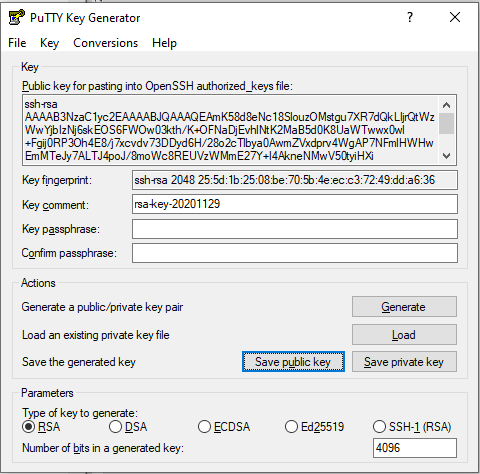 PuTTY Key Generator
File Key Conversions Help
Key
Public key for pasting into OpenSSH authorized_keys file:
ssh-rsa
AAAAB3NzaC1yc2EAAAABJQAAAQEAmK58d8eNc18SlouzOMstgu7XR7dQkLljrQtWz
WwYjbIzNj6skEOS6FWOw03kth/K+OFNaDjEvhlNtK2MaB5d0K8UaWTwwx0wl
+Fgij0RP3Oh4E8/j7xcvdv73DDyd6H/28o2cTlbya0AwmZVxdprv4WgAP7NFmlHWHw
EmMTeJy7ALTJ4poJ/8moWc8REUVzWMmE27Y+l4AkneNMwV50tyiHXi
Key fingerprint: ssh-rsa 2048 25:5d:1b:25:08:be:70:5b:4e:ec:c3:72:49:dd:a6:36
Key comment: rsa-key-20201129
Key passphrase:
Confirm passphrase:
Actions
Generate a public/private key pair Generate
Load an existing private key file Load
Save the generated key Save public key Save private key
Parameters
Type of key to generate:
RSA DSA ECDSA Ed25519 SSH-1 (RSA)
Number of bits in a generated key: 4096